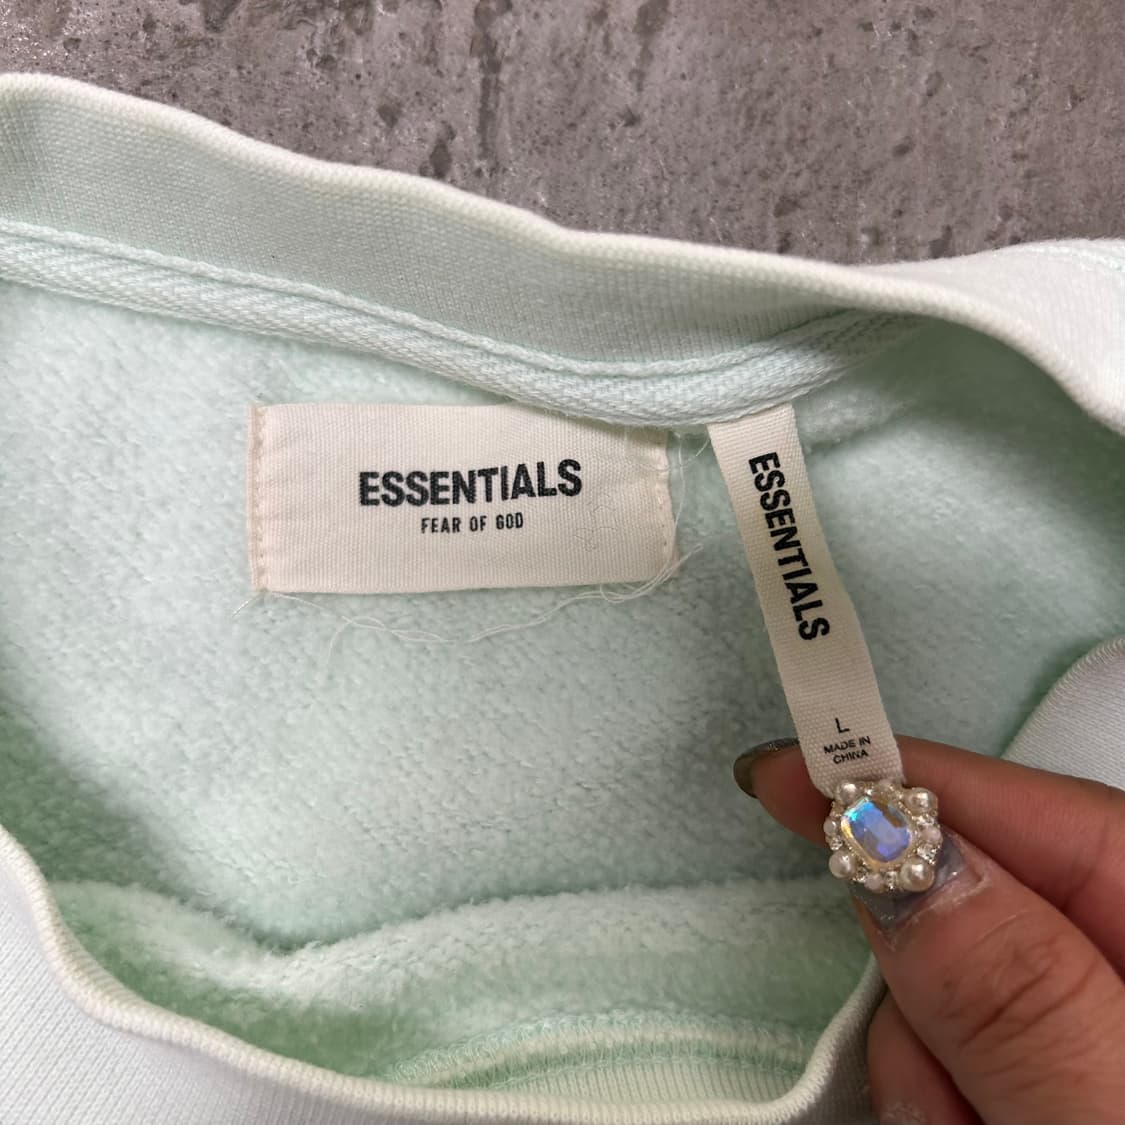 ESSENTIALS
FEAR OF GOD
ESSENTIALS
L
MADE IN
CHINA